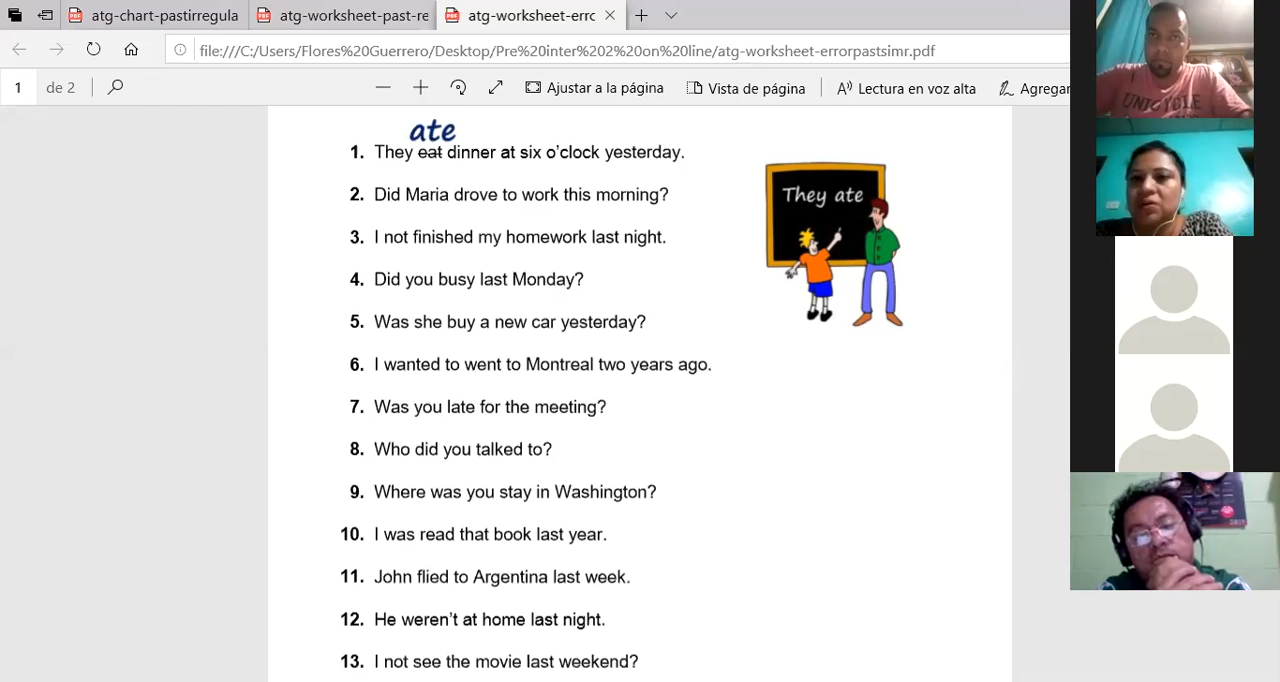 atg-chart-pastirregula
atg-worksheet-past-re
atg-worksheet-erro
file:///C:/Users/Flores%20Guerrero/Desktop/Pre%20inter%202%20on%20line/atg-worksheet-errorpastsimr.pdf
1 de 2
Ajustar a la página
Vista de página
Lectura en voz alta
Agregar
ate
1. They eat dinner at six o'clock yesterday.
2. Did Maria drove to work this morning?
3. I not finished my homework last night.
4. Did you busy last Monday?
5. Was she buy a new car yesterday?
6. I wanted to went to Montreal two years ago.
7. Was you late for the meeting?
8. Who did you talked to?
9. Where was you stay in Washington?
10. I was read that book last year.
11. John flied to Argentina last week.
12. He weren't at home last night.
13. I not see the movie last weekend?
They ate
UNICYCLE